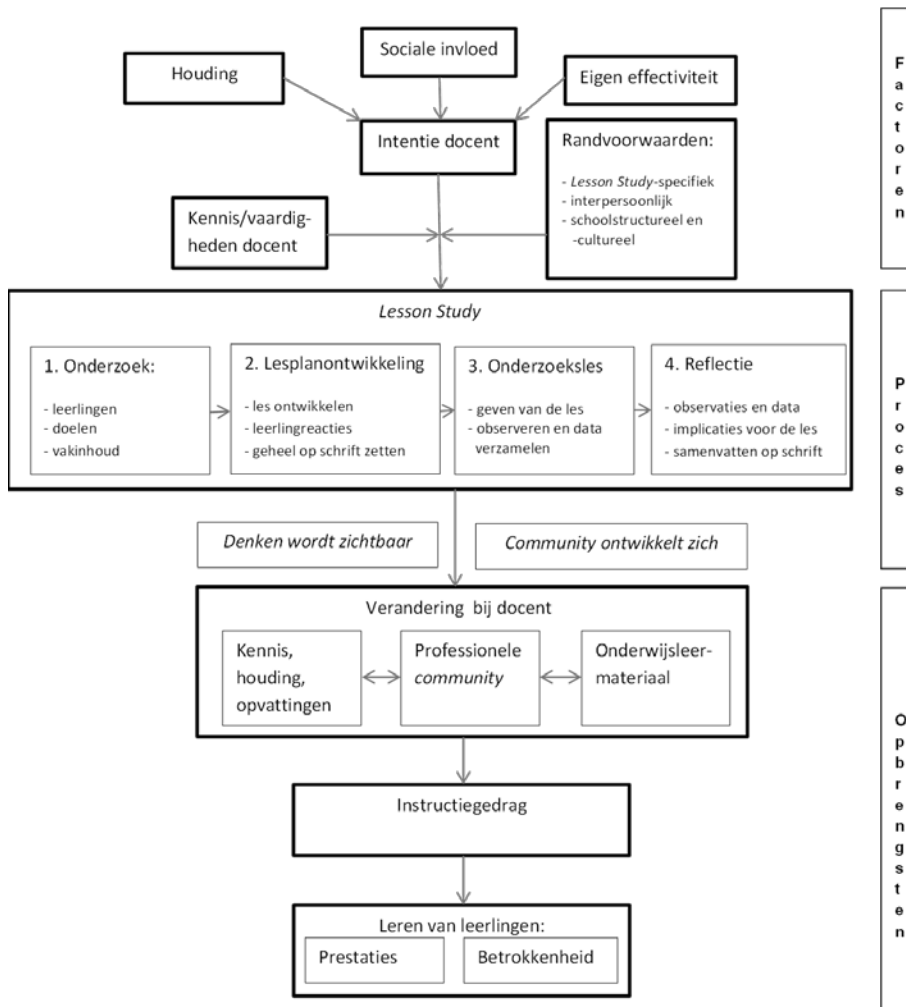 Sociale invloed
Houding
Eigen effectiviteit
Intentie docent
Randvoorwaarden:
- Lesson Study-specifiek
- interpersoonlijk
- schoolstructureel en
-cultureel
Kennis/vaardig-
heden docent
Factoren
Lesson Study
1. Onderzoek:
- leerlingen
- doelen
- vakinhoud
2. Lesplanontwikkeling
- les ontwikkelen
- leerlingreacties
- geheel op schrift zetten
3. Onderzoeksles
- geven van de les
- observeren en data
verzamelen
4. Reflectie
- observaties en data
- implicaties voor de les
- samenvatten op schrift
Proces
Denken wordt zichtbaar
Community ontwikkelt zich
Verandering bij docent
Kennis,
houding,
opvattingen
Professionele
community
Onderwijsleer-
materiaal
Instructiegedrag
Leren van leerlingen:
Prestaties
Betrokkenheid
Opbrengsten